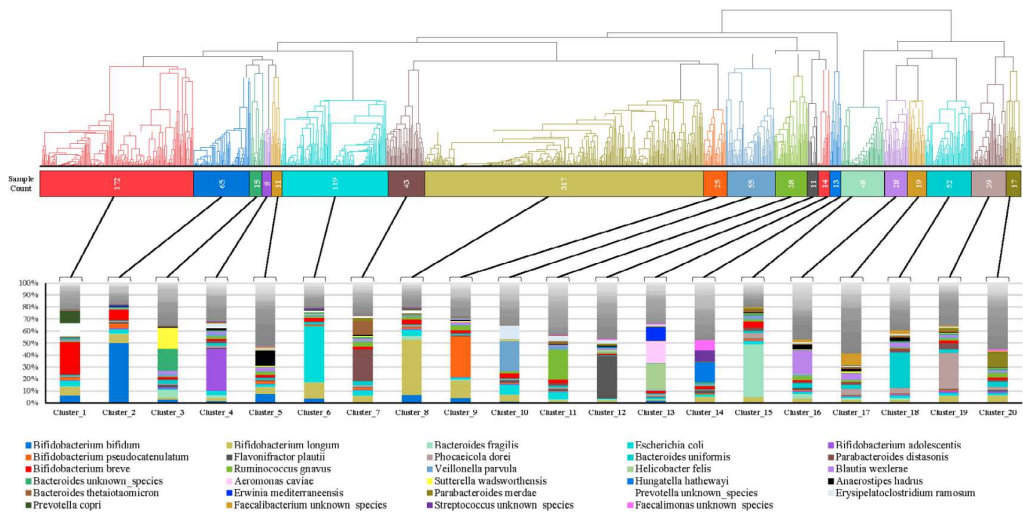 Sample Count
172 65 15 8 11 119 43 317 25 55 38 11 14 13 48 28 19 52 39 17
100%
90%
80%
70%
60%
50%
40%
30%
20%
10%
0%
Cluster_1 Cluster_2 Cluster_3 Cluster_4 Cluster_5 Cluster_6 Cluster_7 Cluster_8 Cluster_9 Cluster_10 Cluster_11 Cluster_12 Cluster_13 Cluster_14 Cluster_15 Cluster_16 Cluster_17 Cluster_18 Cluster_19 Cluster_20
Bifidobacterium bifidum Bifidobacterium longum Bacteroides fragilis Escherichia coli Bifidobacterium adolescentis
Bifidobacterium pseudocatenulatum Flavonifractor plautii Phocaeicola dorei Bacteroides uniformis Parabacteroides distasonis
Bifidobacterium breve Ruminococcus gnavus Veillonella parvula Helicobacter felis Blautia wexlerae
Bacteroides unknown_species Aeromonas caviae Sutterella wadsworthensis Hungatella hathewayi Anaerostipes hadrus
Bacteroides thetaiotaomicron Erwinia mediterraneensis Parabacteroides merdae Prevotella unknown_species Erysipelatoclostridium ramosum
Prevotella copri Faecalibacterium unknown_species Streptococcus unknown_species Faecalimonas unknown_species